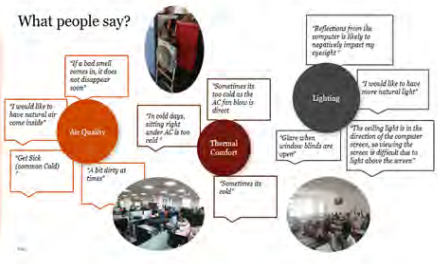 What people say?
"If a bad smell
comes in, it does
not disappear
soon"
"I would like to
have natural air
come inside"
Air Quality
"Get Sick
(common Cold)
"
"A bit dirty at
times"
"Sometimes its
too cold as the
AC fan blow is
direct
"In cold days,
sitting right
under AC is too
cold "
Thermal
Comfort
"Sometimes its
cold"
"Reflections from the
computer is likely to
negatively impact my
eyesight "
Lighting
"I would like to have
more natural light"
"Glare when
window blinds are
open"
"The ceiling light is in the
direction of the computer
screen, so viewing the
screen is difficult due to
light above the screen"